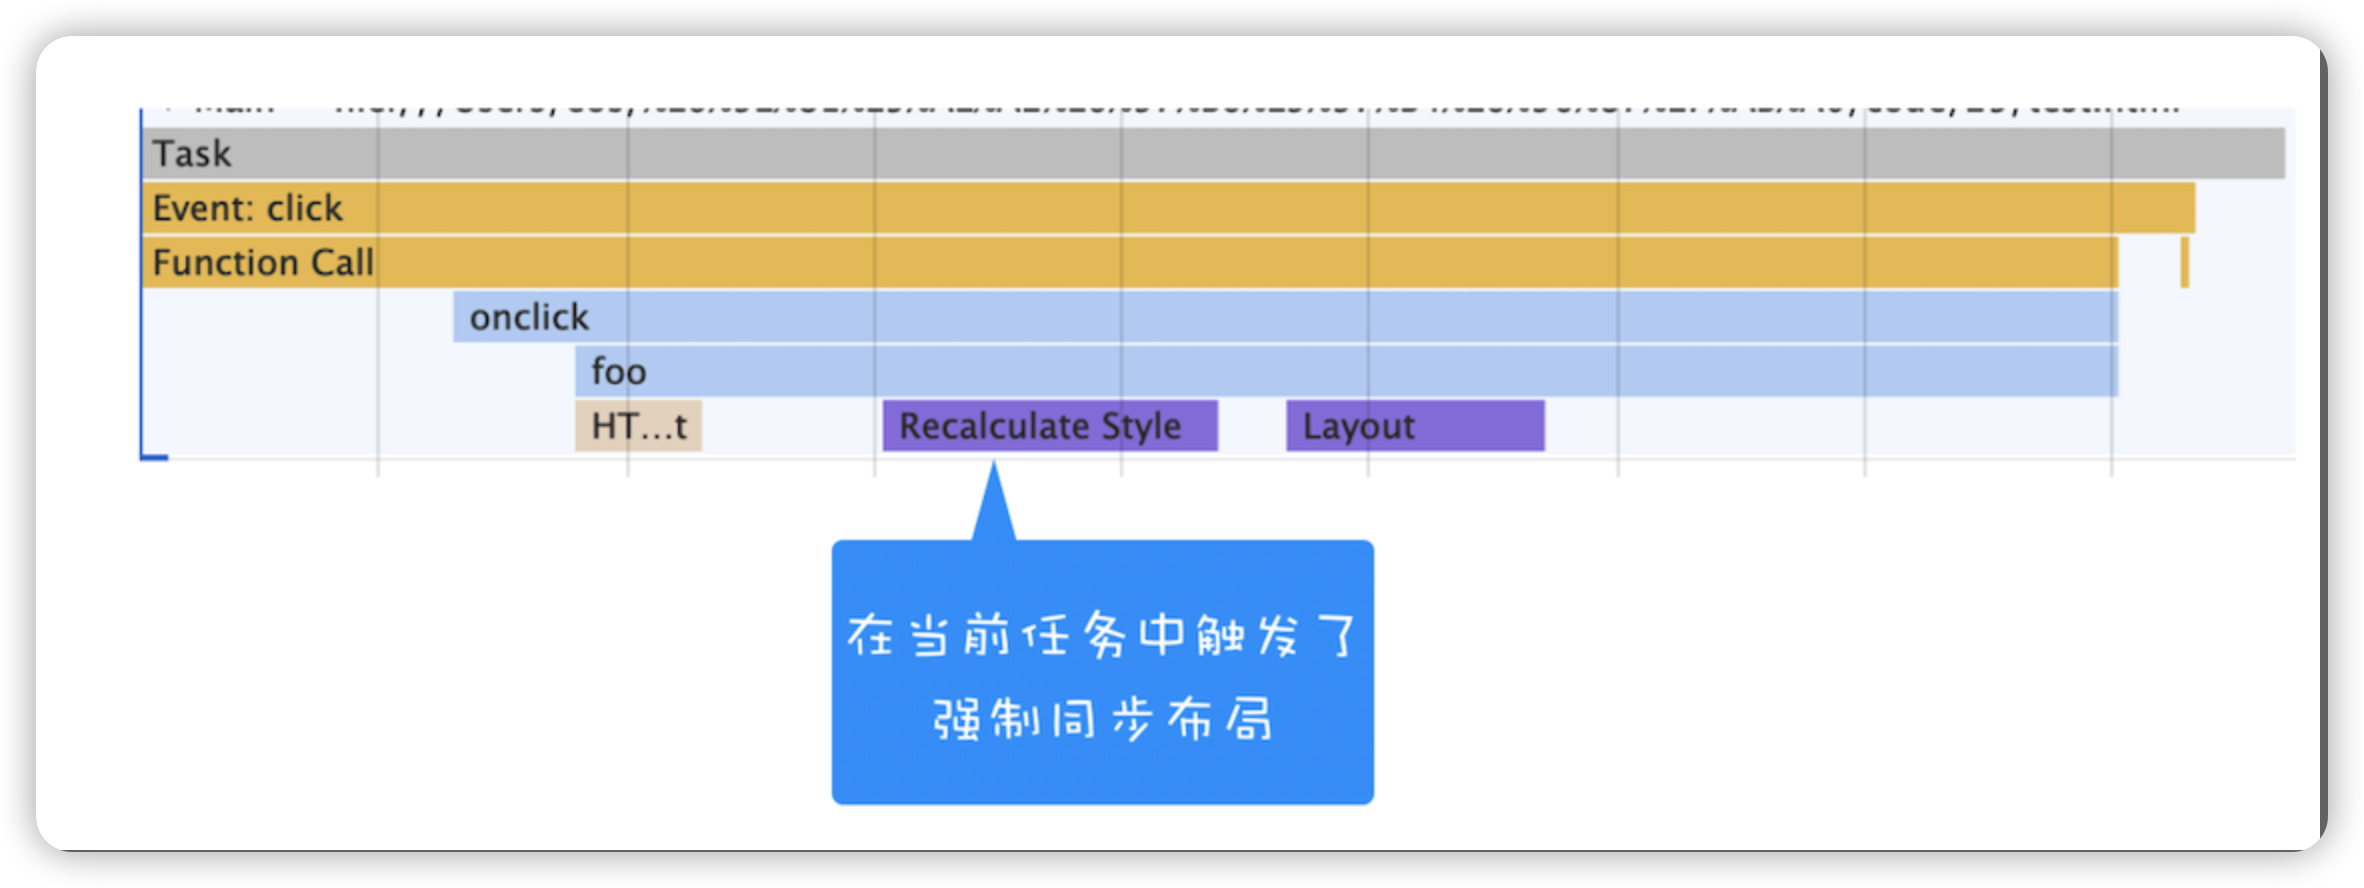 Task
Event: click
Function Call
onclick
foo
HT...t Recalculate Style Layout
在当前任务中触发了
强制同步布局